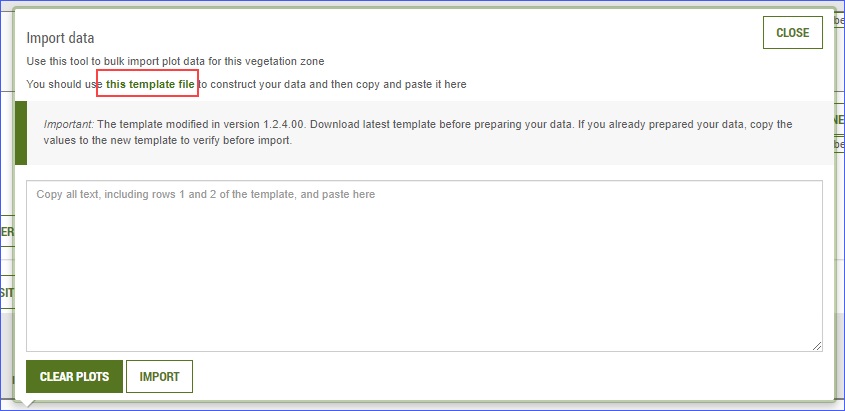 Import data
CLOSE
Use this tool to bulk import plot data for this vegetation zone
You should use this template file to construct your data and then copy and paste it here
Important: The template modified in version 1.2.4.00. Download latest template before preparing your data. If you already prepared your data, copy the
values to the new template to verify before import.
Copy all text, including rows 1 and 2 of the template, and paste here
CLEAR PLOTS
IMPORT